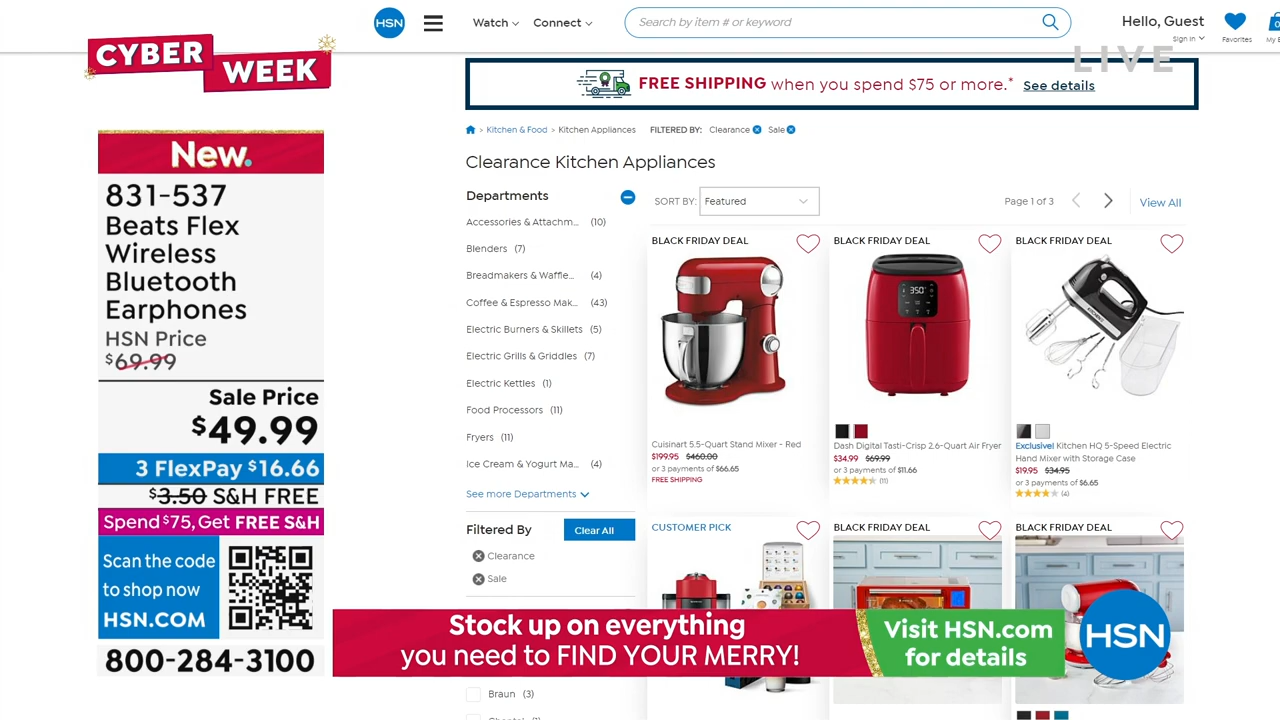 HSN
Watch
Connect
Search by item # or keyword
Hello, Guest
Sign In
Favorites
LIVE
CYBER
WEEK
FREE SHIPPING when you spend $75 or more.* See details
> Kitchen & Food > Kitchen Appliances FILTERED BY: Clearance Sale
Clearance Kitchen Appliances
New.
831-537
Beats Flex
Wireless
Bluetooth
Earphones
HSN Price
$69.99
Sale Price
$49.99
3 FlexPay $16.66
$3.50 S&H FREE
Spend $75, Get FREE S&H
Scan the code
to shop now
HSN.COM
800-284-3100
Departments
Accessories & Attachm... (10)
Blenders (7)
Breadmakers & Waffle... (4)
Coffee & Espresso Mak... (43)
Electric Burners & Skillets (5)
Electric Grills & Griddles (7)
Electric Kettles (1)
Food Processors (11)
Fryers (11)
Ice Cream & Yogurt Ma... (4)
See more Departments
Filtered By
Clear All
Clearance
Sale
Braun (3)
SORT BY: Featured
Page 1 of 3
View All
BLACK FRIDAY DEAL
Cuisinart 5.5-Quart Stand Mixer - Red
$199.95 $460.00
or 3 payments of $66.65
FREE SHIPPING
BLACK FRIDAY DEAL
350°
Dash Digital Tasti-Crisp 2.6-Quart Air Fryer
$34.99 $69.99
or 3 payments of $11.66
(11)
BLACK FRIDAY DEAL
Exclusive! Kitchen HQ 5-Speed Electric
Hand Mixer with Storage Case
$19.95 $34.95
or 3 payments of $6.65
(4)
CUSTOMER PICK
BLACK FRIDAY DEAL
BLACK FRIDAY DEAL
Stock up on everything
you need to FIND YOUR MERRY!
Visit HSN.com
for details
HSN